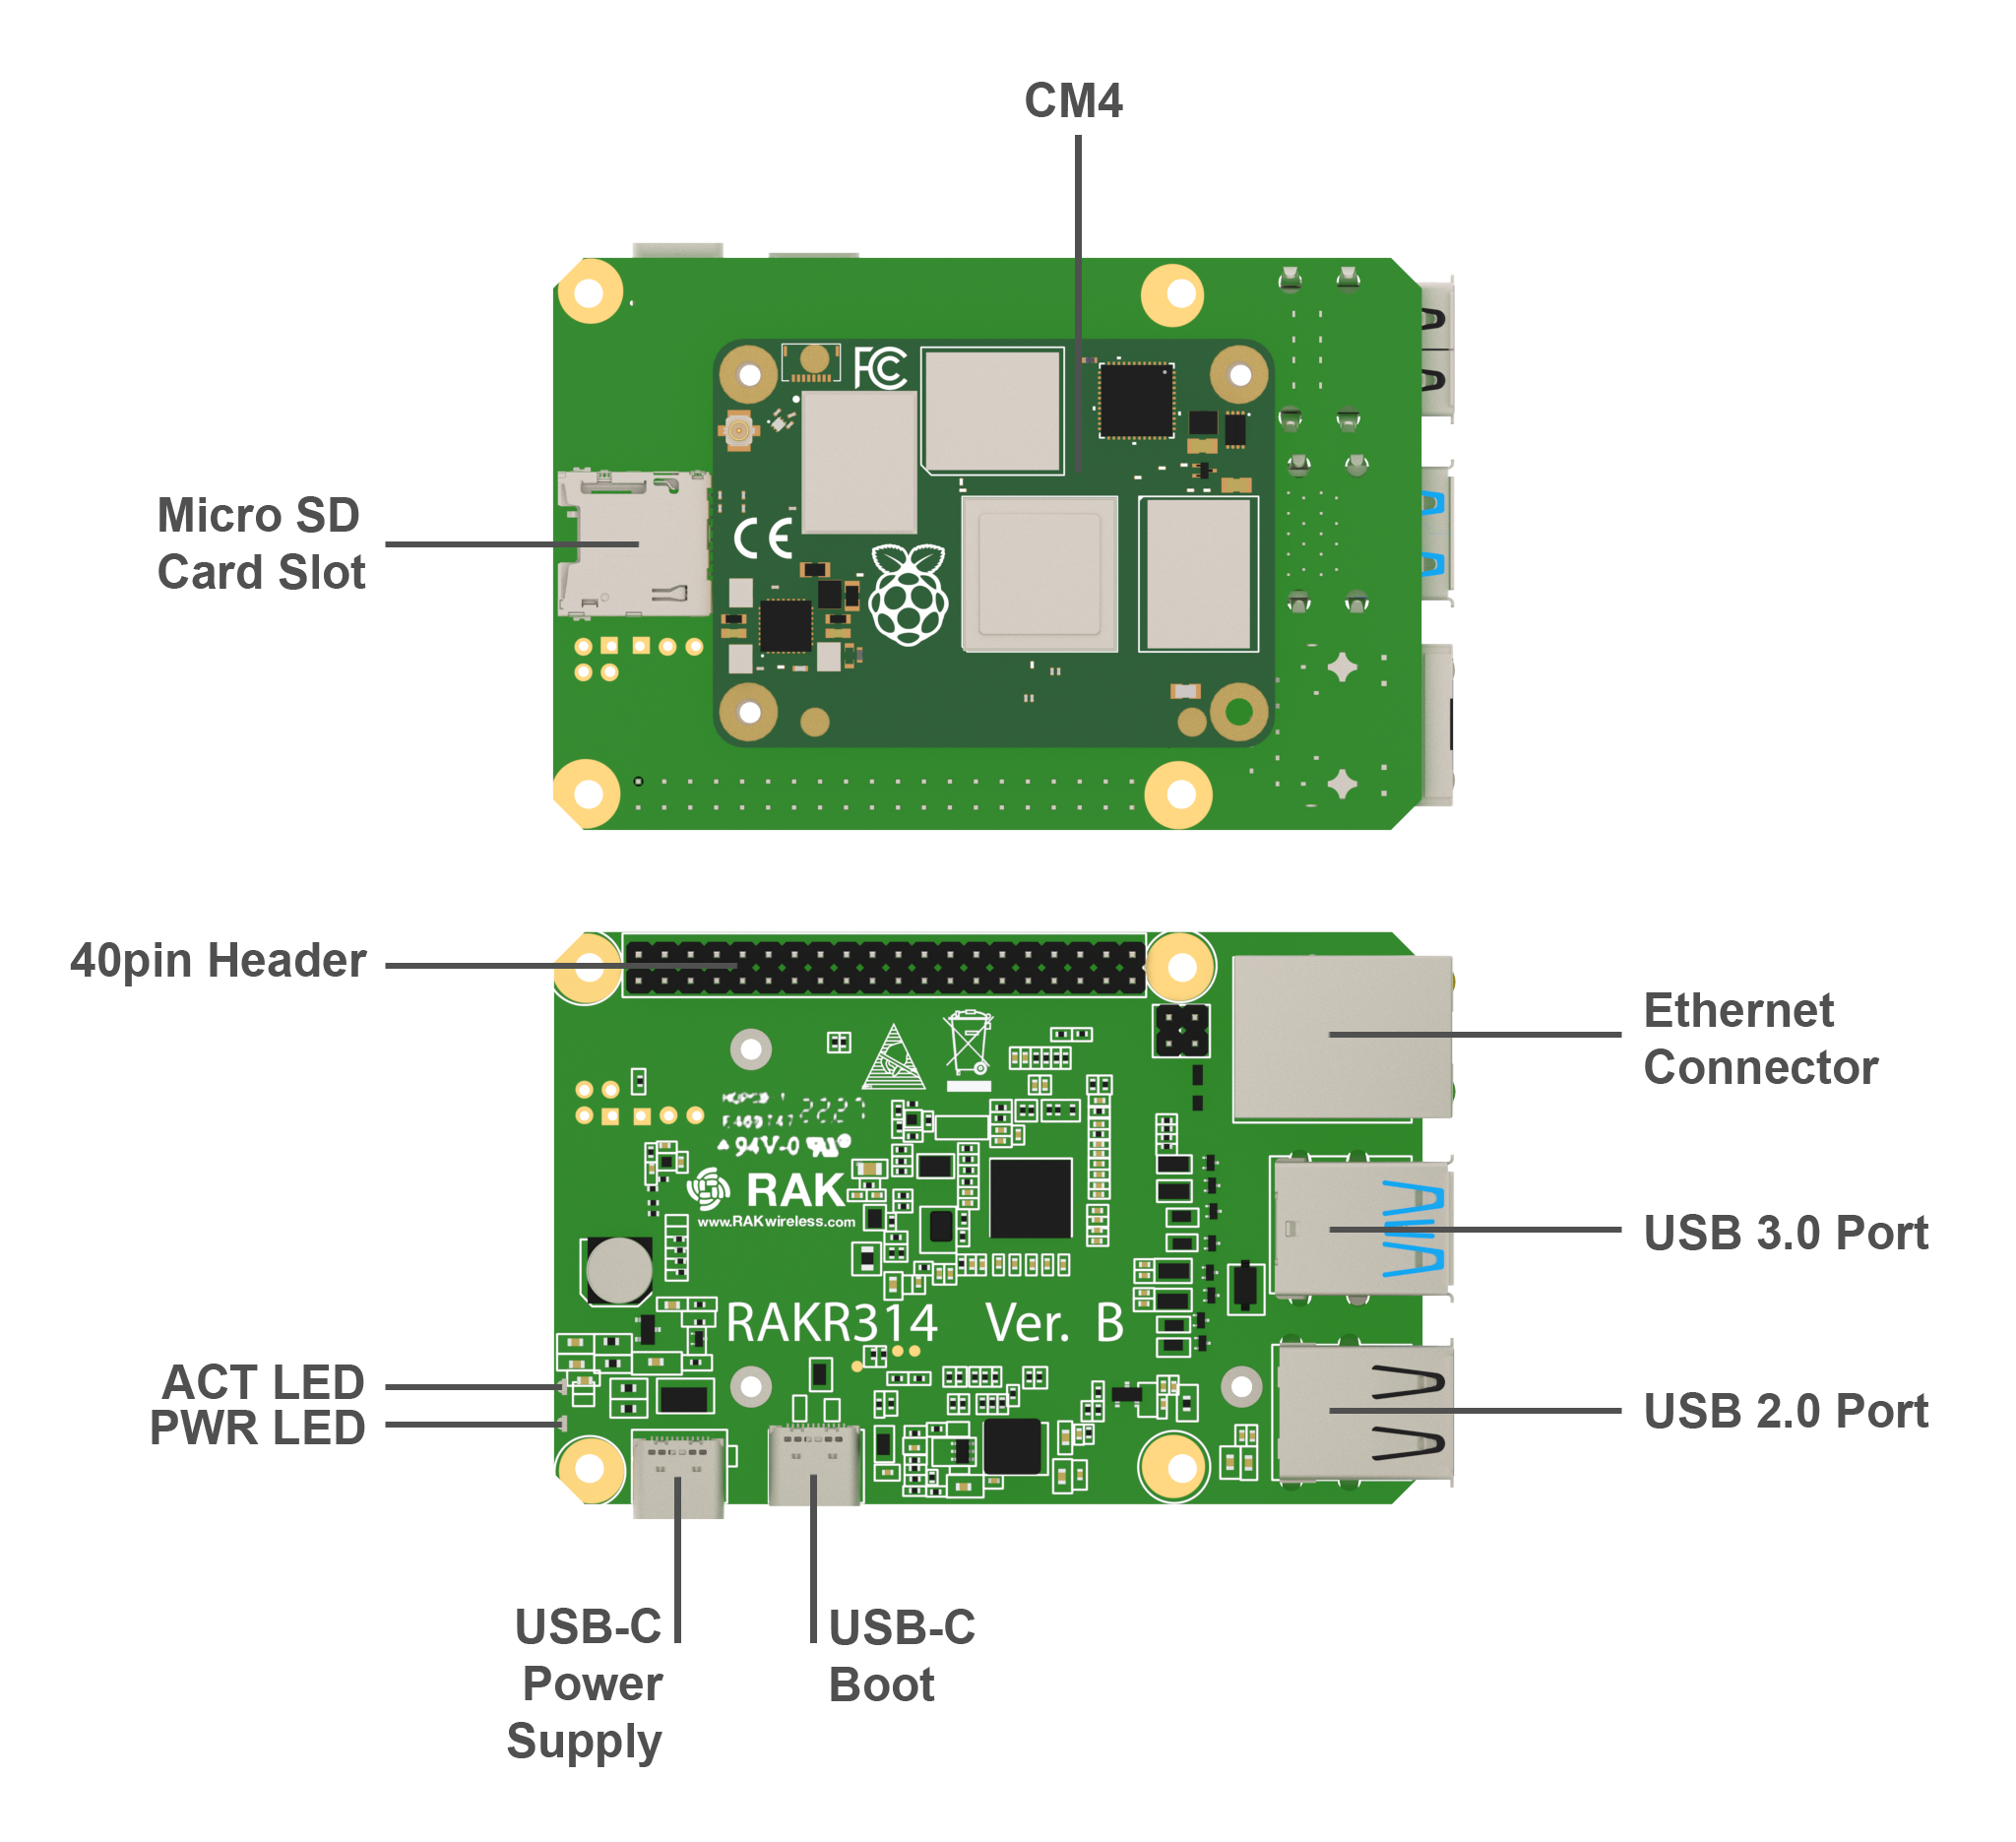 CM4
FC
Micro SD
Card Slot
CE
40pin Header
Ethernet
Connector
2221
94V-0
RAK
www.RAKwireless.com
USB 3.0 Port
RAKR314 Ver. B
ACT LED
PWR LED
USB 2.0 Port
USB-C
Power
Supply
USB-C
Boot